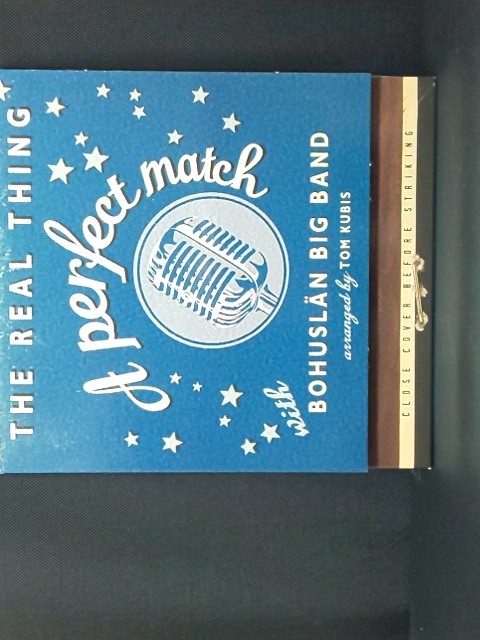 THE REAL THING
A perfect match
with
BOHUSLÄN BIG BAND
arranged by TOM KUBIS
CLOSE COVER BEFORE STRIKING